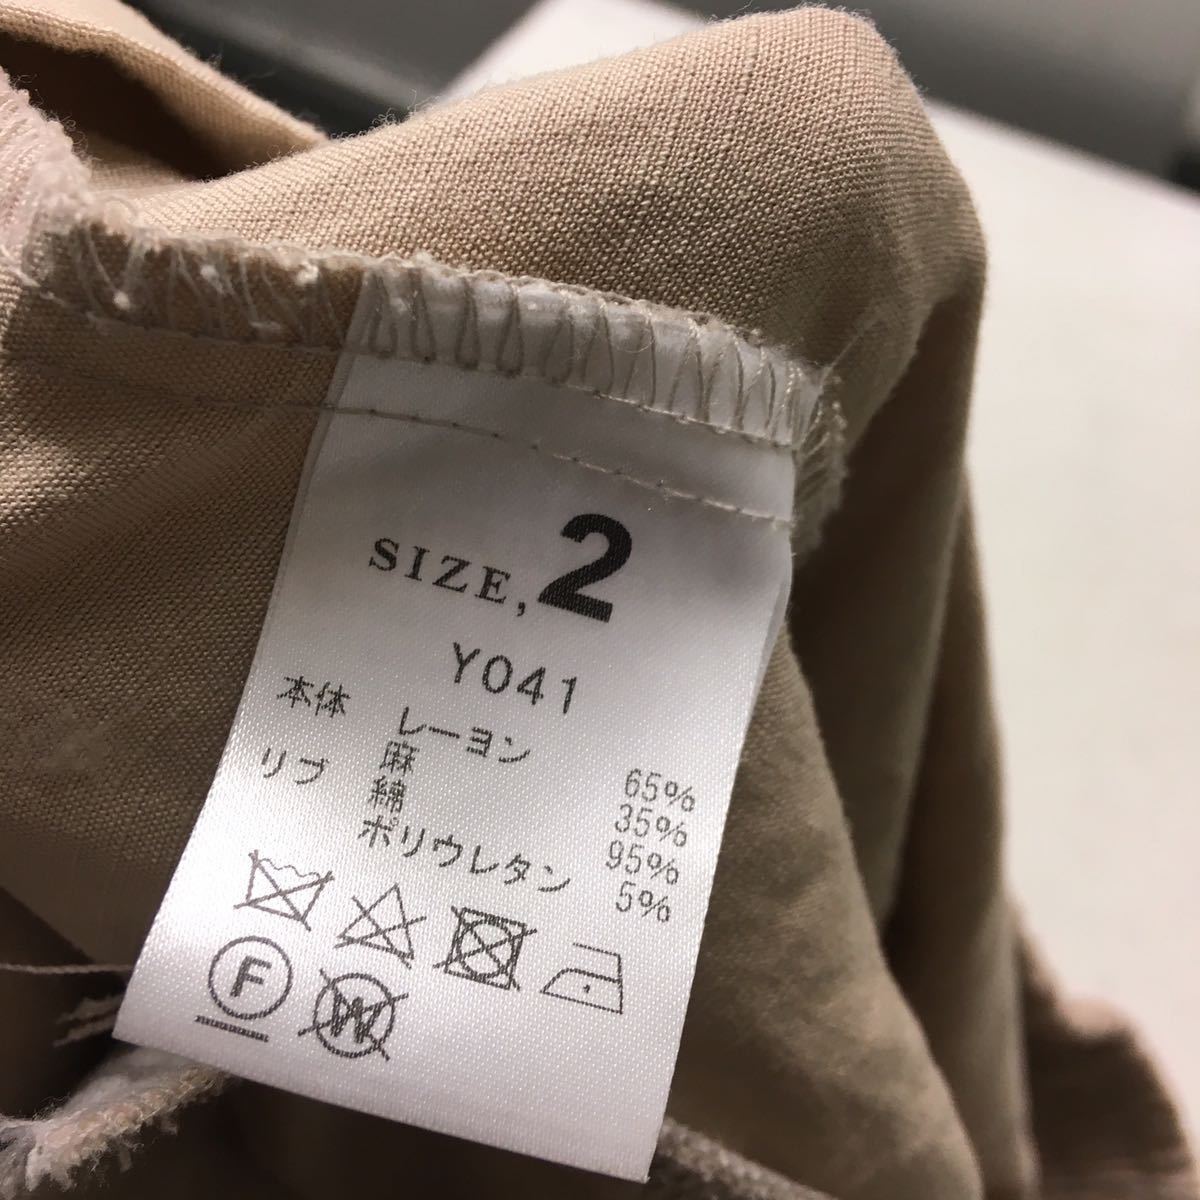 SIZE, 2
Y041
本体 レーヨン 65%
麻 35%
リブ 綿 95%
ポリウレタン 5%
F
W